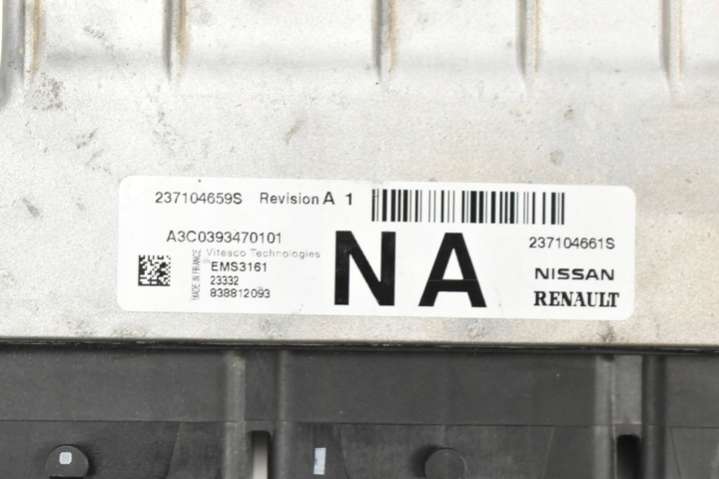 237104659S Revision A 1
A3C0393470101
Vitesco Technologies
MADE IN FRANCE
EMS3161
23332
838812093
NA
237104661S
NISSAN
RENAULT